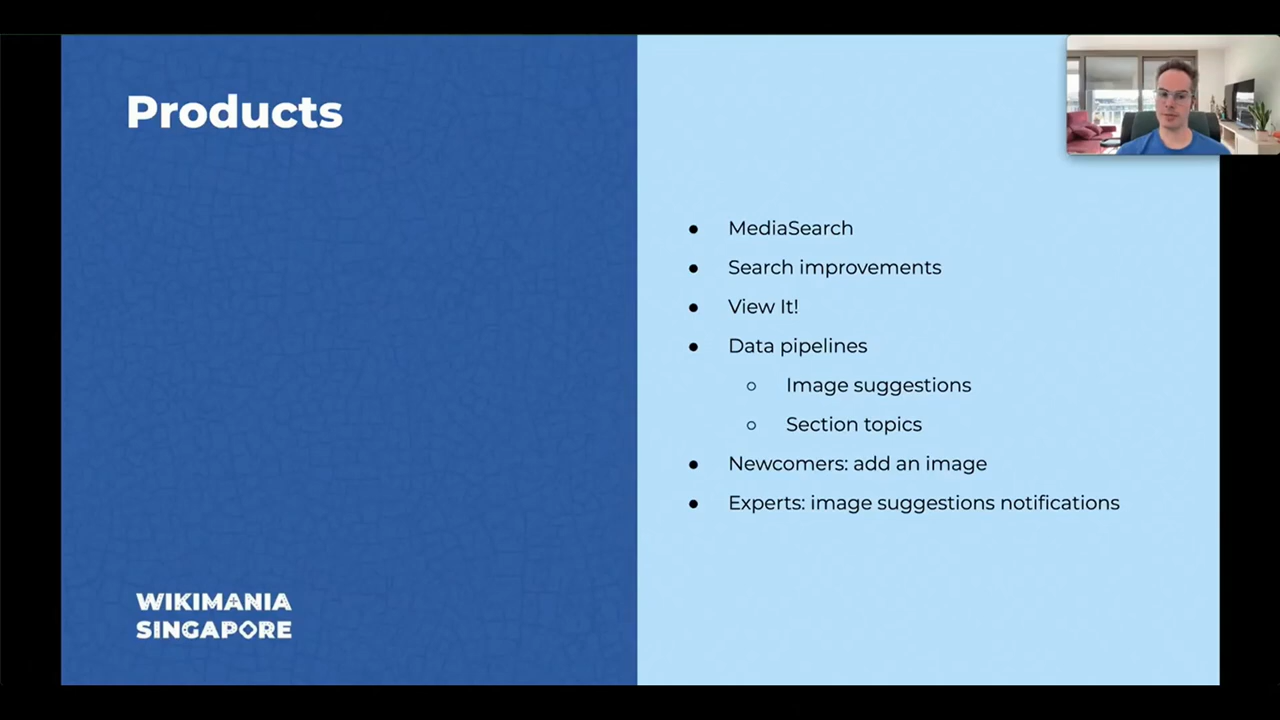 Products
MediaSearch
Search improvements
View It!
Data pipelines
Image suggestions
Section topics
Newcomers: add an image
Experts: image suggestions notifications
WIKIMANIA
SINGAPORE